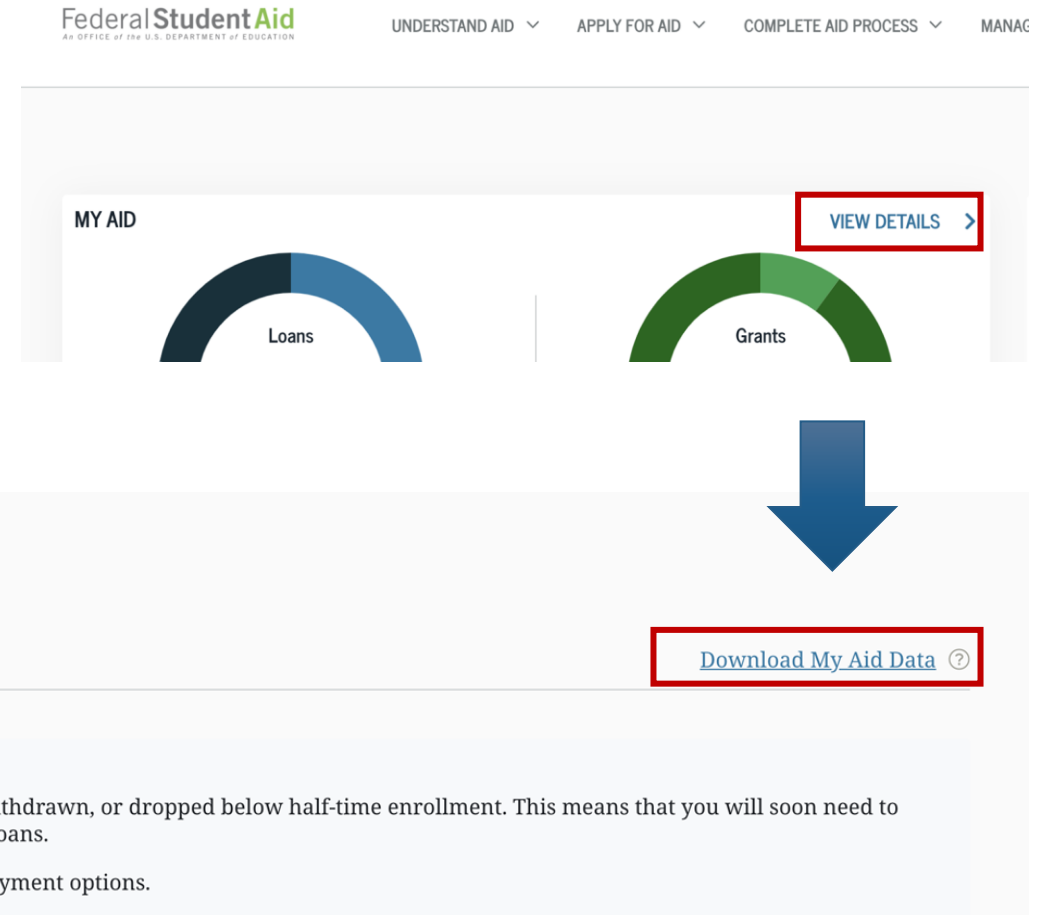 Federal Student Aid
An OFFICE of the U.S. DEPARTMENT of EDUCATION
UNDERSTAND AID
APPLY FOR AID
COMPLETE AID PROCESS
MANAG
MY AID
VIEW DETAILS
Loans
Grants
Download My Aid Data ?
thdrawn, or dropped below half-time enrollment. This means that you will soon need to
oans.
yment options.